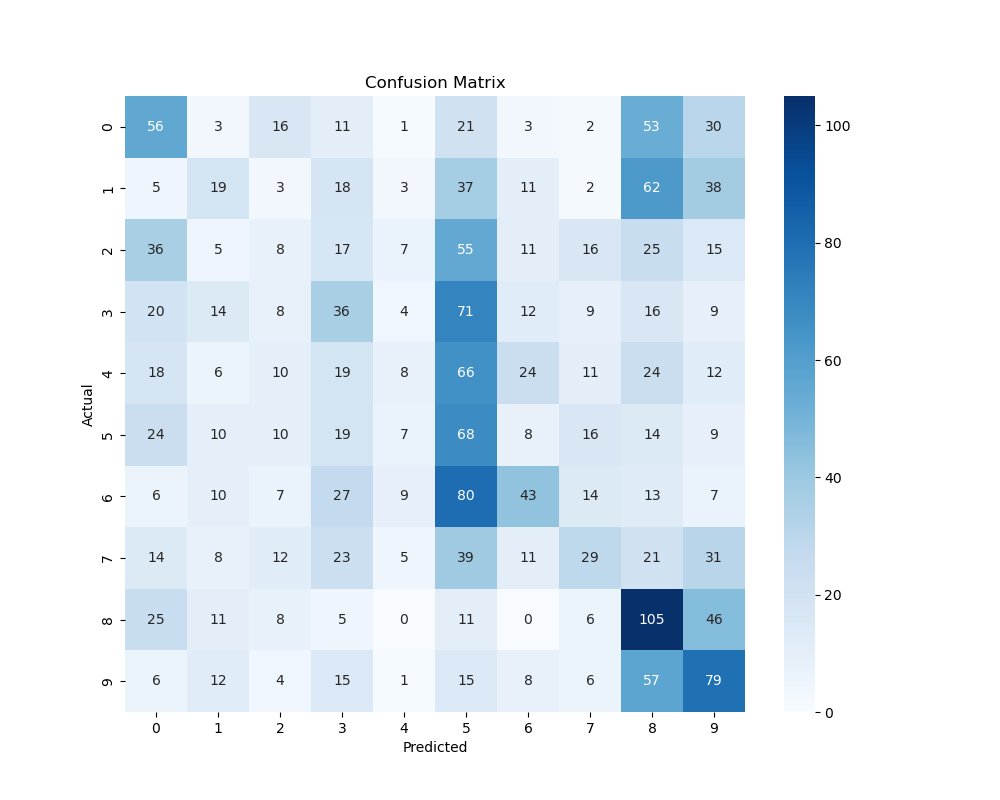 Confusion Matrix
0 56 3 16 11 1 21 3 2 53 30
1 5 19 3 18 3 37 11 2 62 38
2 36 5 8 17 7 55 11 16 25 15
3 20 14 8 36 4 71 12 9 16 9
4 18 6 10 19 8 66 24 11 24 12
5 24 10 10 19 7 68 8 16 14 9
6 6 10 7 27 9 80 43 14 13 7
7 14 8 12 23 5 39 11 29 21 31
8 25 11 8 5 0 11 0 6 105 46
9 6 12 4 15 1 15 8 6 57 79
0 1 2 3 4 5 6 7 8 9
Predicted
Actual
100
80
60
40
20
0